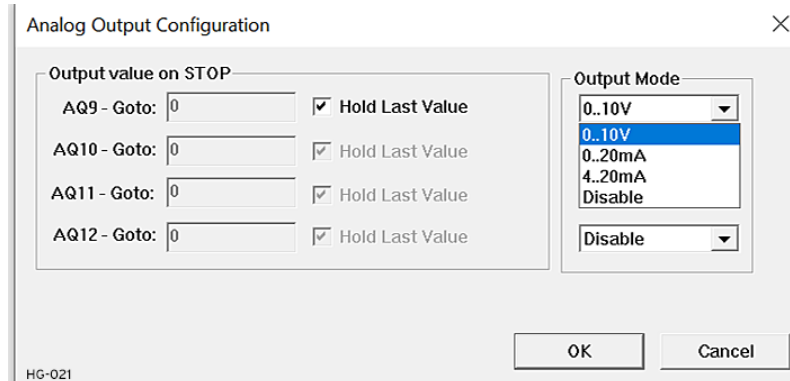 Analog Output Configuration
Output value on STOP
AQ9 - Goto: 0 Hold Last Value
AQ10 - Goto: 0 Hold Last Value
AQ11 - Goto: 0 Hold Last Value
AQ12 - Goto: 0 Hold Last Value
Output Mode
0..10V
0..10V
0..20mA
4..20mA
Disable
Disable
OK Cancel
HG-021